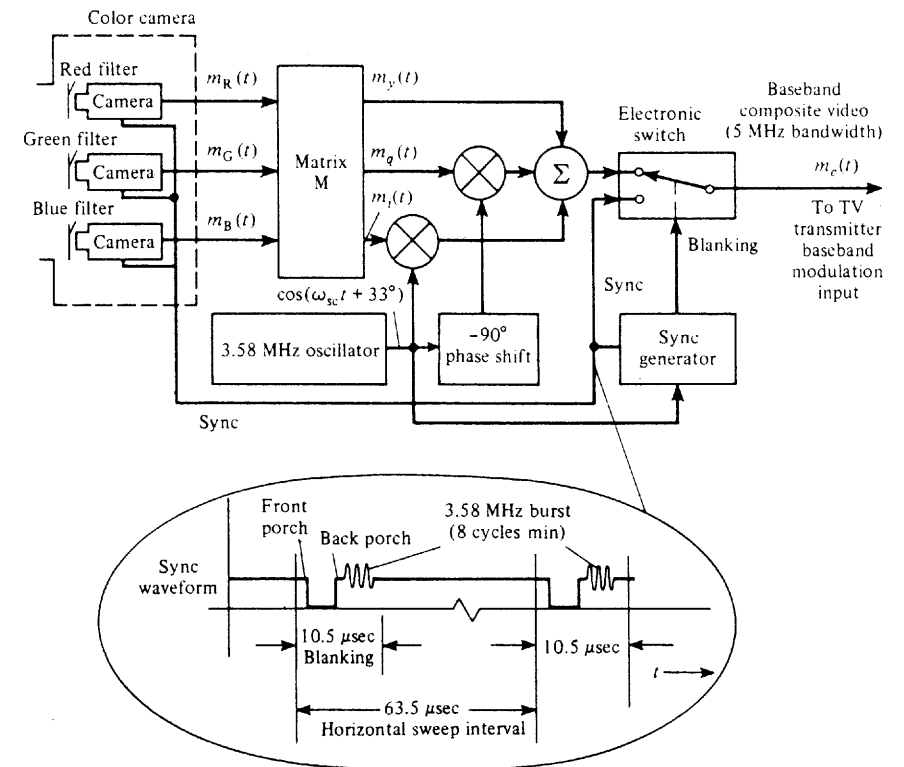 Color camera
Red filter
Camera
Green filter
Camera
Blue filter
Camera
m_R(t)
m_G(t)
m_B(t)
Matrix
M
m_y(t)
m_q(t)
m_i(t)
Σ
Electronic
switch
Baseband
composite video
(5 MHz bandwidth)
m_c(t)
To TV
transmitter
baseband
modulation
input
Blanking
Sync
cos(ω_sc t + 33°)
3.58 MHz oscillator
-90°
phase shift
Sync
generator
Sync
Front
porch
Back porch
3.58 MHz burst
(8 cycles min)
Sync
waveform
10.5 μsec
Blanking
10.5 μsec
t
63.5 μsec
Horizontal sweep interval